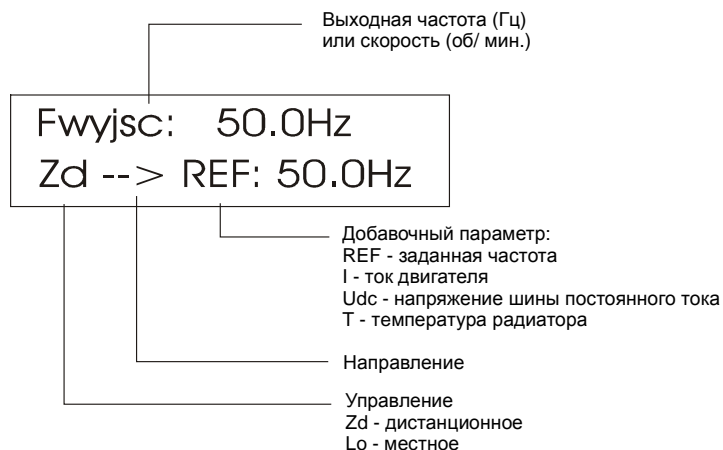 Выходная частота (Гц)
или скорость (об/ мин.)
Fwyjsc: 50.0Hz
Zd --> REF: 50.0Hz
Добавочный параметр:
REF - заданная частота
I - ток двигателя
Udc - напряжение шины постоянного тока
T - температура радиатора
Направление
Управление
Zd - дистанционное
Lo - местное